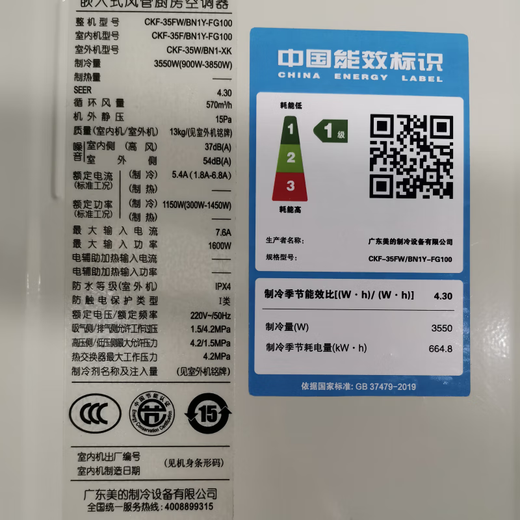 嵌入式风管厨房空调器
整机型号 CKF-35FW/BN1Y-FG100
室内机型号 CKF-35F/BN1Y-FG100
室外机型号 CKF-35W/BN1-XK
制冷量 3550W(900W-3850W)
制热量 ——
SEER 4.30
循环风量 570m³/h
机外静压 15Pa
质量(室内机/室外机) 13kg/(见室外机铭牌)
噪音 室内侧(高风) 37dB(A)
室外侧 54dB(A)
额定电流(标准工况) (制冷) 5.4A(1.8A-6.8A)
(制热) ——
额定功率(标准工况) (制冷) 1150W(300W-1450W)
(制热) ——
最大输入电流 7.6A
最大输入功率 1600W
电辅助加热输入电流 ——
电辅助加热输入功率 ——
防水等级(室外机) IPX4
防触电保护类型 I类
额定电压/额定频率 220V~/50Hz
吸气侧/排气侧允许工作过压 1.5/4.2MPa
高压侧/低压侧允许工作过压 4.2/1.5MPa
热交换器最大工作压力 4.2MPa
制冷剂名称及注入量 (见室外机铭牌)
CCC
中国节能认证
Energy Conservation Certification
15
室内机出厂编号
室内机制造日期
(见机身条形码)
广东美的制冷设备有限公司
全国统一服务热线: 4008899315
中国能效标识
CHINA ENERGY LABEL
耗能低
1
2
3
1级
耗能高
生产者名称: 广东美的制冷设备有限公司
规格型号: CKF-35FW/BN1Y-FG100
制冷季节能效比[(W·h)/(W·h)] 4.30
制冷量(W) 3550
制冷季节耗电量(kW·h) 664.8
依据国家标准: GB 37479-2019